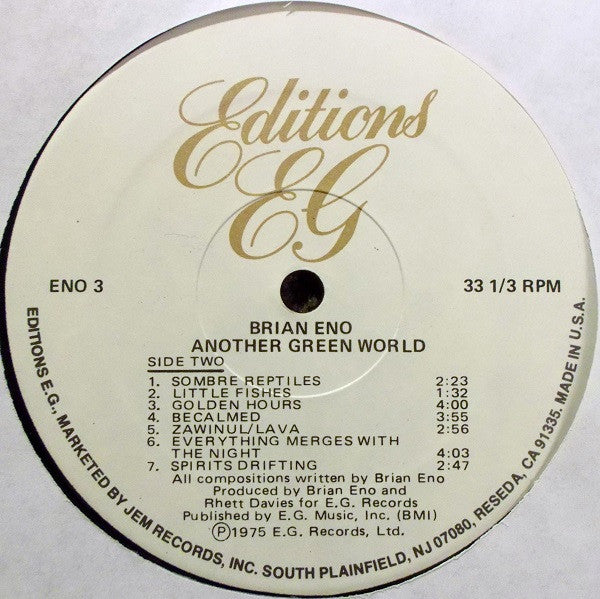 Editions
EG
ENO 3
33 1/3 RPM
BRIAN ENO
ANOTHER GREEN WORLD
SIDE TWO
1. SOMBRE REPTILES 2:23
2. LITTLE FISHES 1:32
3. GOLDEN HOURS 4:00
4. BECALMED 3:55
5. ZAWINUL/LAVA 2:56
6. EVERYTHING MERGES WITH
THE NIGHT 4:03
7. SPIRITS DRIFTING 2:47
All compositions written by Brian Eno
Produced by Brian Eno and
Rhett Davies for E.G. Records
Published by E.G. Music, Inc. (BMI)
Ⓟ1975 E.G. Records, Ltd.
EDITIONS E.G., MARKETED BY JEM RECORDS, INC. SOUTH PLAINFIELD, NJ 07080, RESEDA, CA 91335. MADE IN U.S.A.